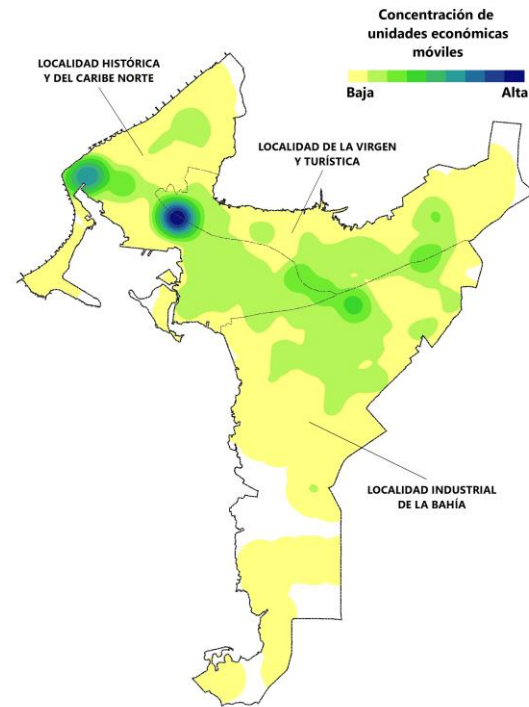 Concentración de
unidades económicas
móviles
Baja
Alta
LOCALIDAD HISTÓRICA
Y DEL CARIBE NORTE
LOCALIDAD DE LA VIRGEN
Y TURÍSTICA
LOCALIDAD INDUSTRIAL
DE LA BAHÍA